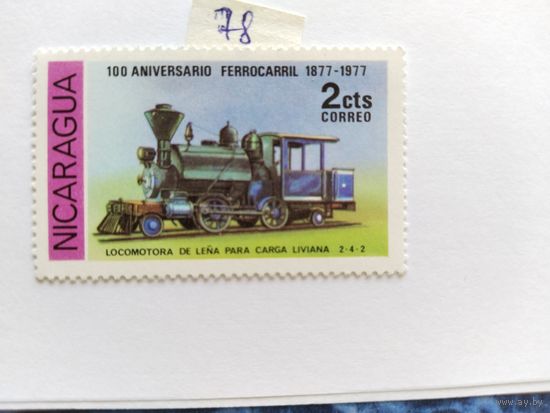 78
100 ANIVERSARIO FERROCARRIL 1877-1977
2cts
CORREO
NICARAGUA
LOCOMOTORA DE LEÑA PARA CARGA LIVIANA 2-4-2
www.ay.by